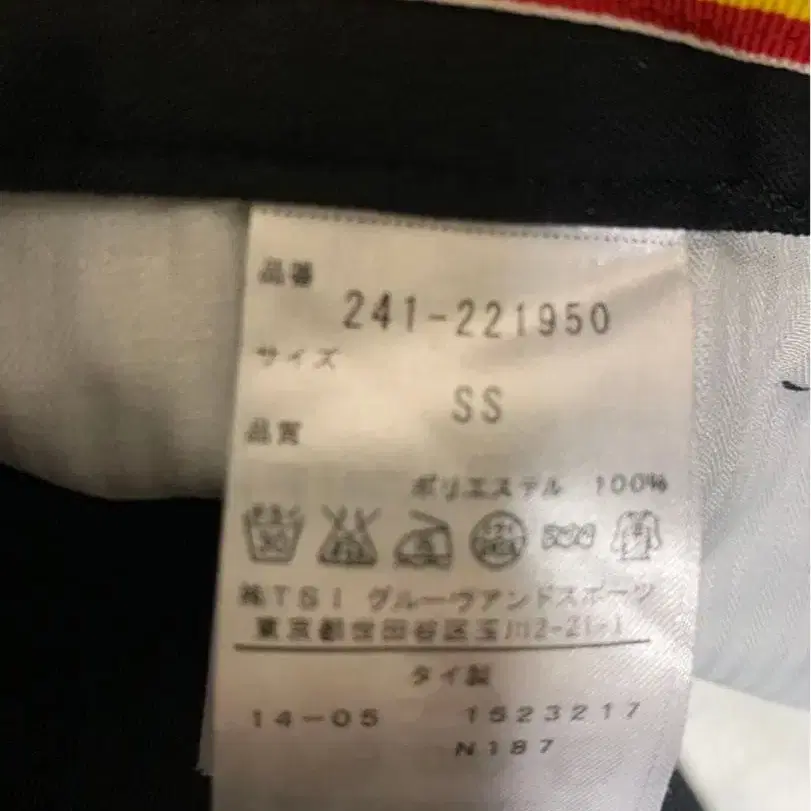 品番
241-221950
サイズ
SS
品質
ポリエステル 100%
㈱TSI グルーヴアンドスポーツ
東京都世田谷区玉川2-21-1
タイ製
14-05 1523217
N187